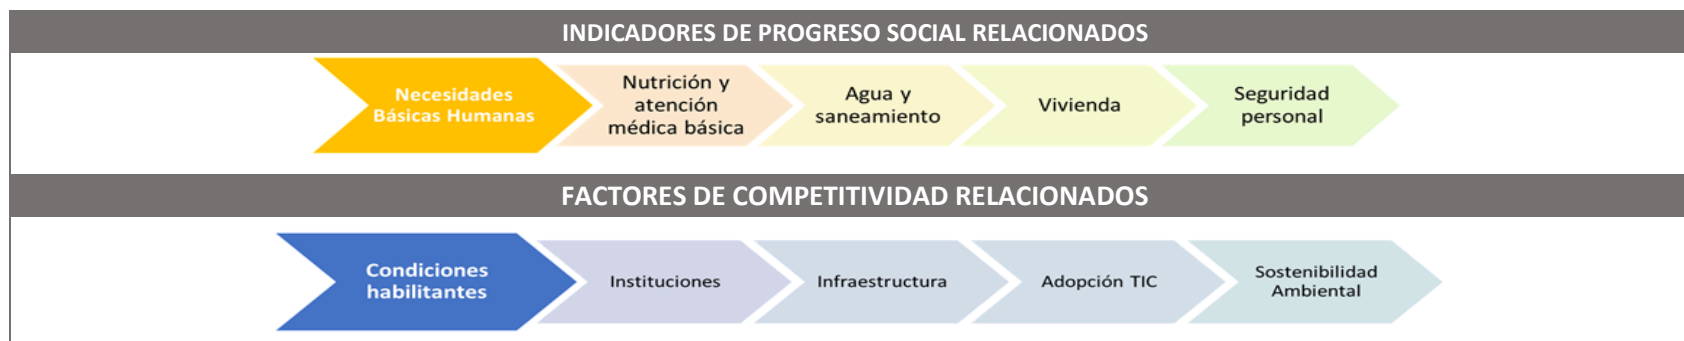 INDICADORES DE PROGRESO SOCIAL RELACIONADOS
Necesidades
Básicas Humanas
Nutrición y
atención
médica básica
Agua y
saneamiento
Vivienda
Seguridad
personal
FACTORES DE COMPETITIVIDAD RELACIONADOS
Condiciones
habilitantes
Instituciones
Infraestructura
Adopción TIC
Sostenibilidad
Ambiental